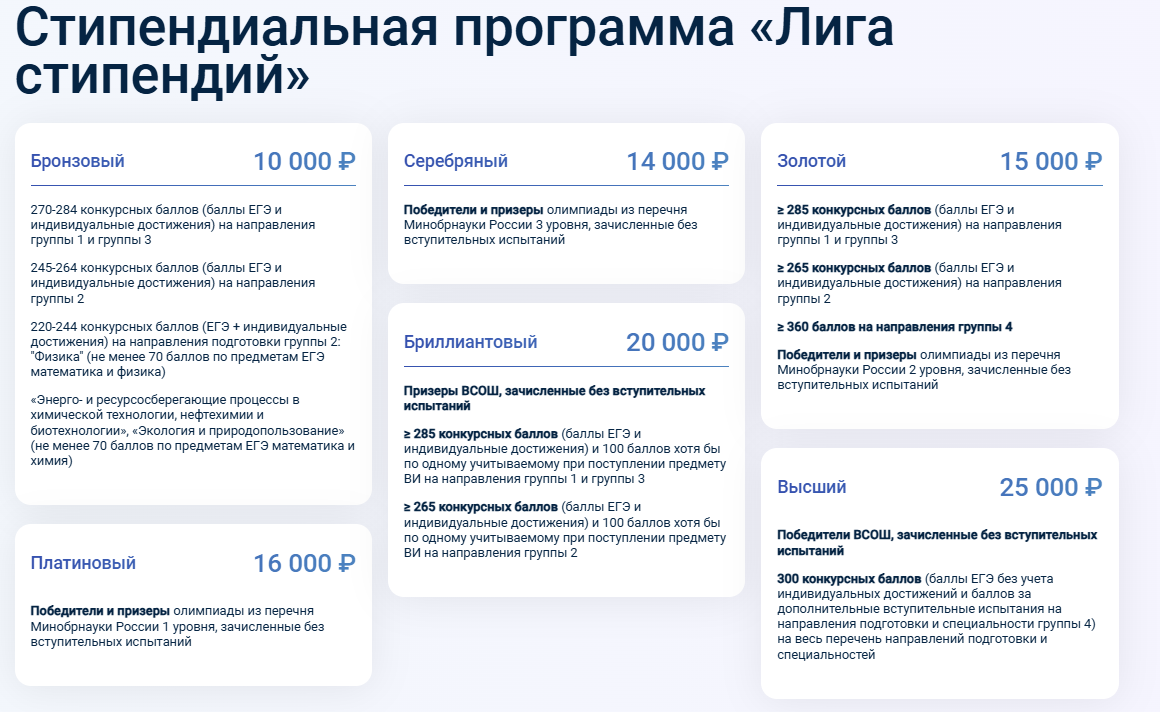 Стипендиальная программа «Лига
стипендий»
Бронзовый 10 000 ₽
270-284 конкурсных баллов (баллы ЕГЭ и
индивидуальные достижения) на направления
группы 1 и группы 3
245-264 конкурсных баллов (баллы ЕГЭ и
индивидуальные достижения) на направления
группы 2
220-244 конкурсных баллов (ЕГЭ + индивидуальные
достижения) на направления подготовки группы 2:
"Физика" (не менее 70 баллов по предметам ЕГЭ
математика и физика)
«Энерго- и ресурсосберегающие процессы в
химической технологии, нефтехимии и
биотехнологии», «Экология и природопользование»
(не менее 70 баллов по предметам ЕГЭ математика и
химия)
Платиновый 16 000 ₽
Победители и призеры олимпиады из перечня
Минобрнауки России 1 уровня, зачисленные без
вступительных испытаний
Серебряный 14 000 ₽
Победители и призеры олимпиады из перечня
Минобрнауки России 3 уровня, зачисленные без
вступительных испытаний
Бриллиантовый 20 000 ₽
Призеры ВСОШ, зачисленные без вступительных
испытаний
≥ 285 конкурсных баллов (баллы ЕГЭ и
индивидуальные достижения) и 100 баллов хотя бы
по одному учитываемому при поступлении предмету
ВИ на направления группы 1 и группы 3
≥ 265 конкурсных баллов (баллы ЕГЭ и
индивидуальные достижения) и 100 баллов хотя бы
по одному учитываемому при поступлении предмету
ВИ на направления группы 2
Золотой 15 000 ₽
≥ 285 конкурсных баллов (баллы ЕГЭ и
индивидуальные достижения) на направления
группы 1 и группы 3
≥ 265 конкурсных баллов (баллы ЕГЭ и
индивидуальные достижения) на направления
группы 2
≥ 360 баллов на направления группы 4
Победители и призеры олимпиады из перечня
Минобрнауки России 2 уровня, зачисленные без
вступительных испытаний
Высший 25 000 ₽
Победители ВСОШ, зачисленные без вступительных
испытаний
300 конкурсных баллов (баллы ЕГЭ без учета
индивидуальных достижений и баллов за
дополнительные вступительные испытания на
направления подготовки и специальности группы 4)
на весь перечень направлений подготовки и
специальностей